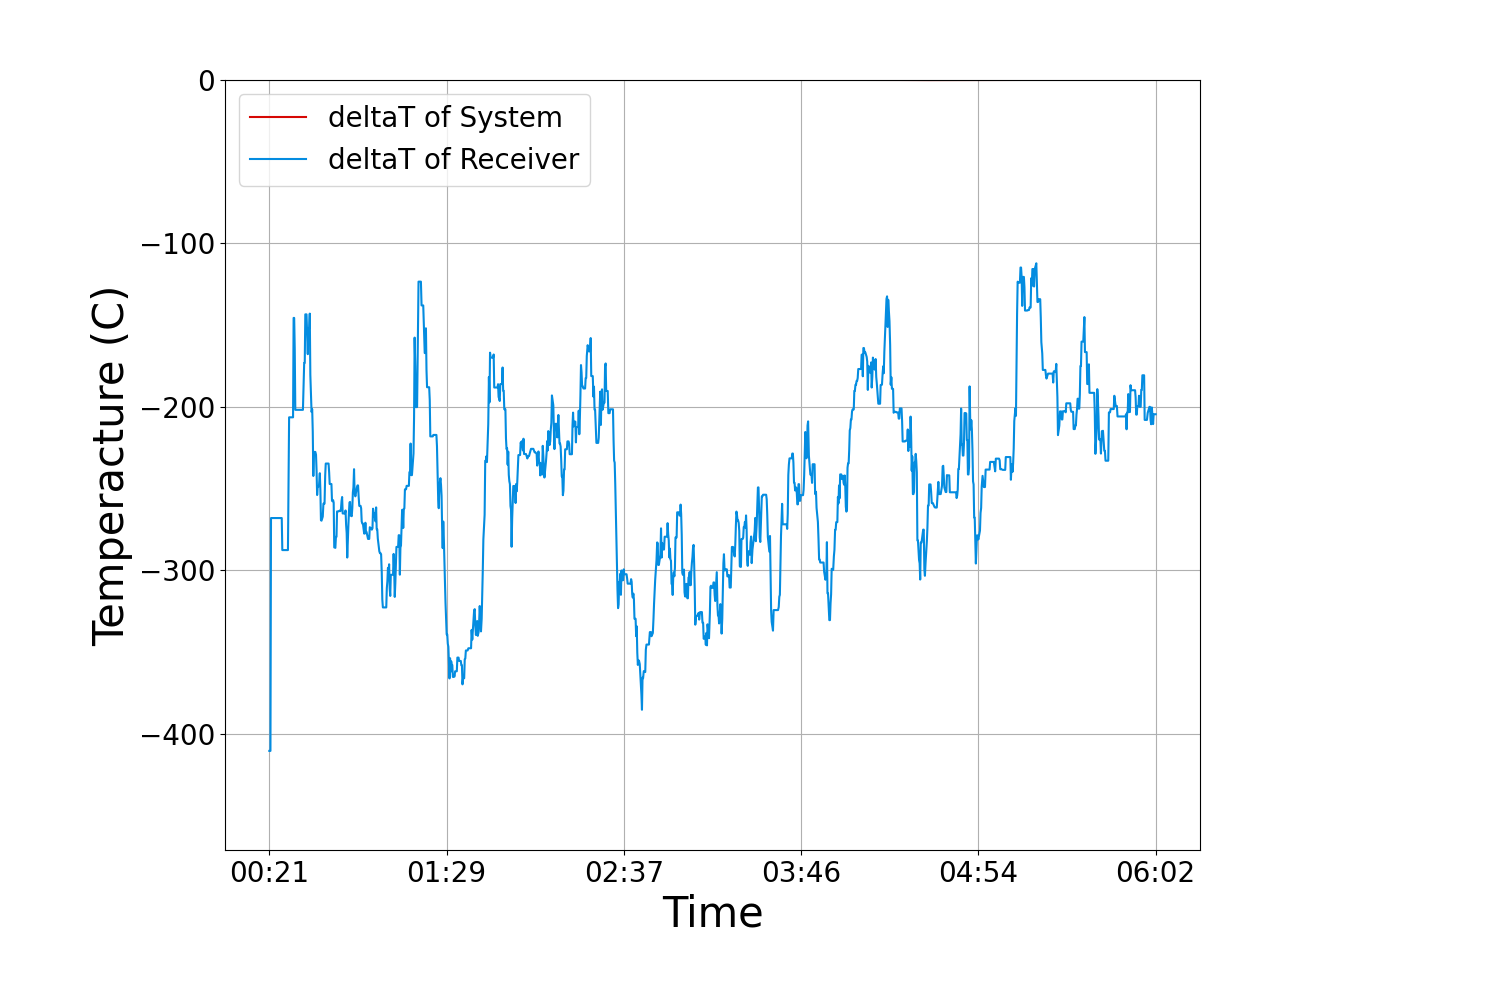 0
deltaT of System
deltaT of Receiver
−100
−200
−300
−400
Temperacture (C)
00:21 01:29 02:37 03:46 04:54 06:02
Time